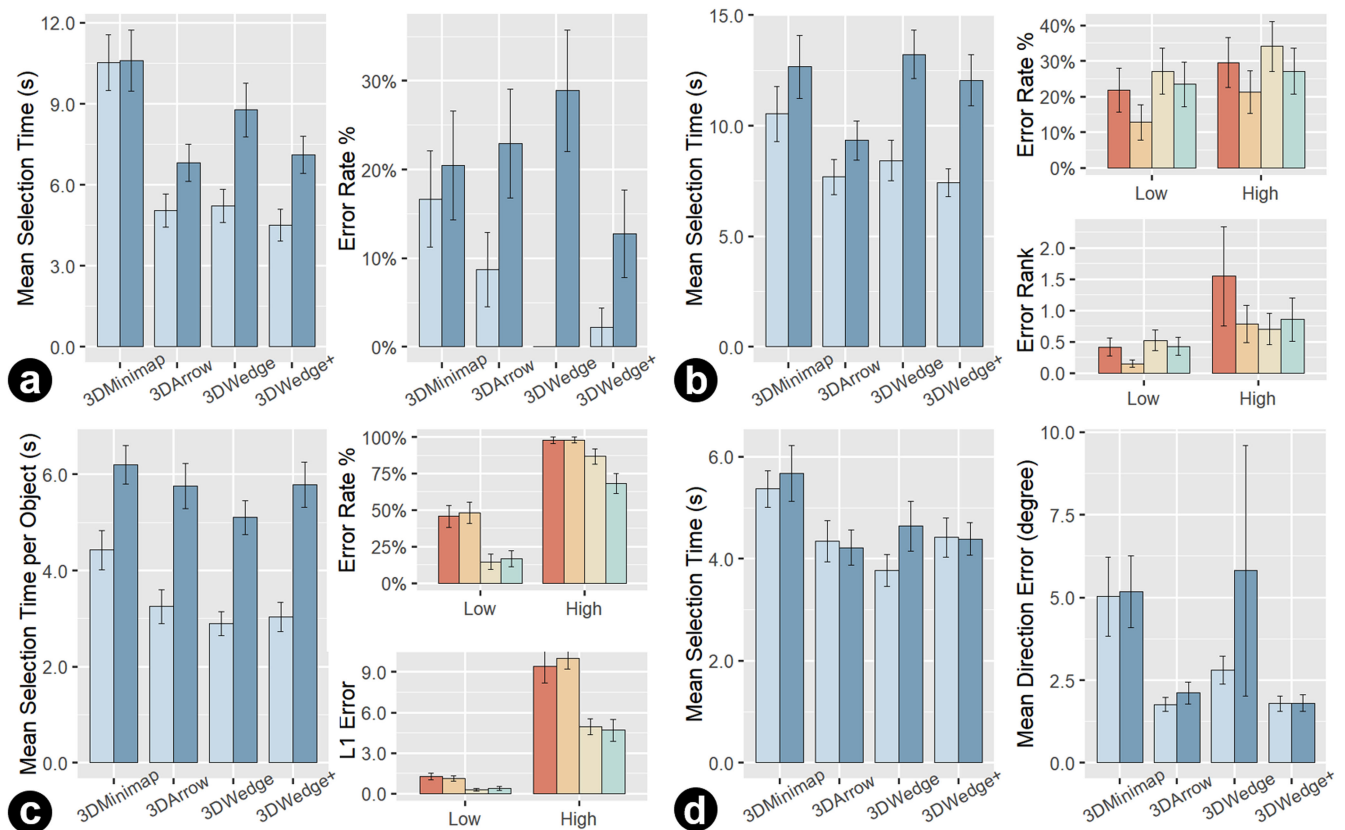 Mean Selection Time (s)
12.0
9.0
6.0
3.0
0.0
3DMinimap
3DArrow
3DWedge
3DWedge+
Error Rate %
30%
20%
10%
0%
3DMinimap
3DArrow
3DWedge
3DWedge+
a
Mean Selection Time (s)
15.0
10.0
5.0
0.0
3DMinimap
3DArrow
3DWedge
3DWedge+
Error Rate %
40%
30%
20%
10%
0%
Low
High
Error Rank
2.0
1.5
1.0
0.5
0.0
Low
High
b
Mean Selection Time per Object (s)
6.0
4.0
2.0
0.0
3DMinimap
3DArrow
3DWedge
3DWedge+
Error Rate %
100%
75%
50%
25%
0%
Low
High
L1 Error
9.0
6.0
3.0
0.0
Low
High
c
Mean Selection Time (s)
6.0
4.0
2.0
0.0
3DMinimap
3DArrow
3DWedge
3DWedge+
Mean Direction Error (degree)
10.0
7.5
5.0
2.5
0.0
3DMinimap
3DArrow
3DWedge
3DWedge+
d